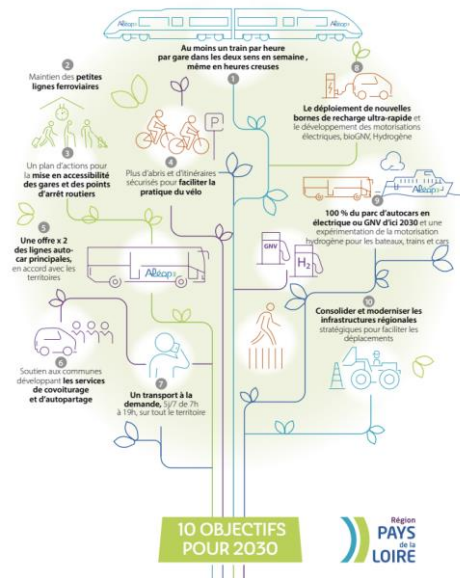 Aléop
Aléop
Au moins un train par heure
par gare dans les deux sens en semaine,
même en heures creuses
1
2
Maintien des petites
lignes ferroviaires
3
Un plan d'actions pour
la mise en accessibilité
des gares et des points
d'arrêt routiers
P
4
Plus d'abris et d'itinéraires
sécurisés pour faciliter la
pratique du vélo
5
Une offre x 2
des lignes auto-
car principales,
en accord avec les
territoires
Aléop
6
Soutien aux communes
développant les services
de covoiturage
et d'autopartage
7
Un transport à la
demande, 5j/7 de 7h
à 19h, sur tout le territoire
8
Le déploiement de nouvelles
bornes de recharge ultra-rapide et
le développement des motorisations
électriques, bioGNV, Hydrogène
Aléop
9
100 % du parc d'autocars en
électrique ou GNV d'ici 2030 et une
expérimentation de la motorisation
hydrogène pour les bateaux, trains et cars
GNV
H2
10
Consolider et moderniser les
infrastructures régionales
stratégiques pour faciliter les
déplacements
10 OBJECTIFS
POUR 2030
Région
PAYS
de la
LOIRE